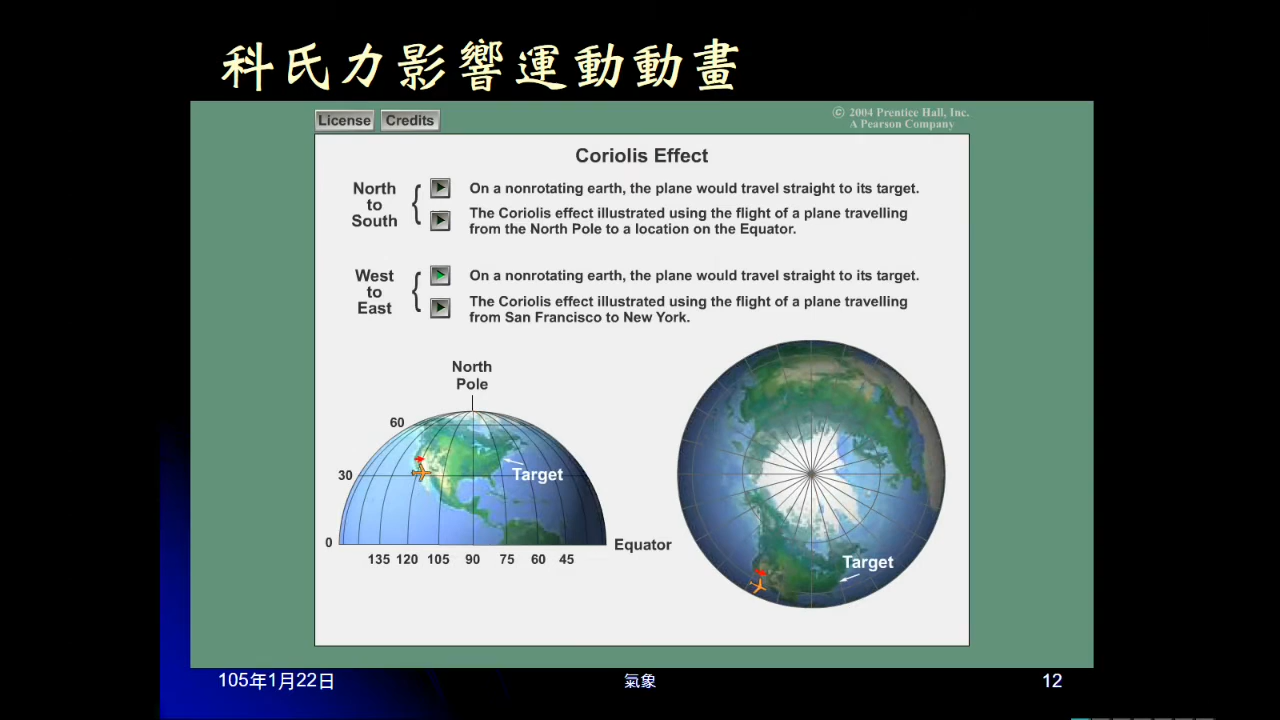 科氏力影響運動動畫
License Credits
© 2004 Prentice Hall, Inc.
A Pearson Company
Coriolis Effect
North
to
South
On a nonrotating earth, the plane would travel straight to its target.
The Coriolis effect illustrated using the flight of a plane travelling
from the North Pole to a location on the Equator.
West
to
East
On a nonrotating earth, the plane would travel straight to its target.
The Coriolis effect illustrated using the flight of a plane travelling
from San Francisco to New York.
North
Pole
60
30
Target
0
Equator
135 120 105 90 75 60 45
Target
105年1月22日
氣象
12